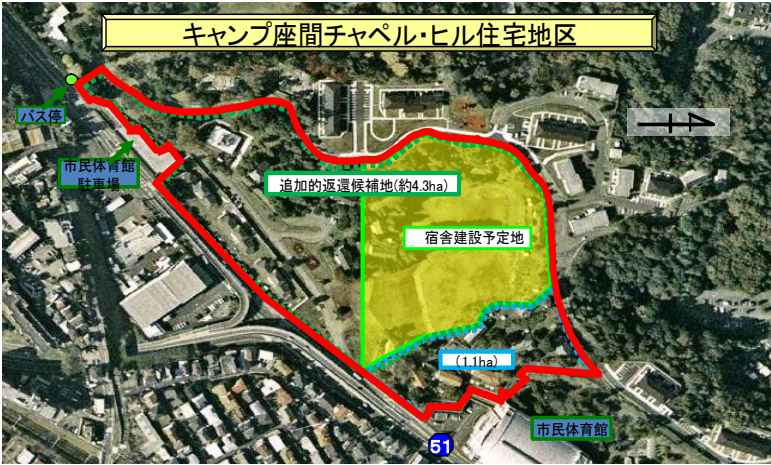 キャンプ座間チャペル・ヒル住宅地区
バス停
市民体育館
駐車場
追加的返還候補地(約4.3ha)
宿舎建設予定地
(1.1ha)
市民体育館
51